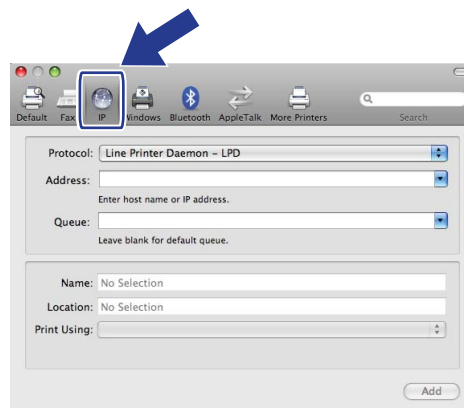 Default Fax IP Windows Bluetooth AppleTalk More Printers Search
Protocol: Line Printer Daemon – LPD
Address:
Enter host name or IP address.
Queue:
Leave blank for default queue.
Name: No Selection
Location: No Selection
Print Using:
Add